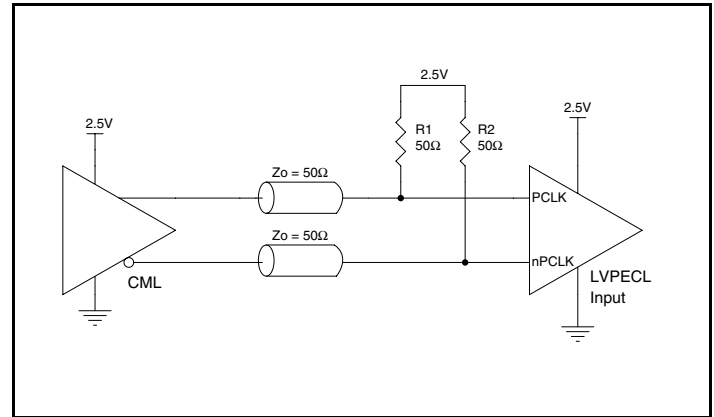 2.5V
2.5V
2.5V
R1
50Ω
R2
50Ω
Zo = 50Ω
PCLK
Zo = 50Ω
nPCLK
CML
LVPECL
Input